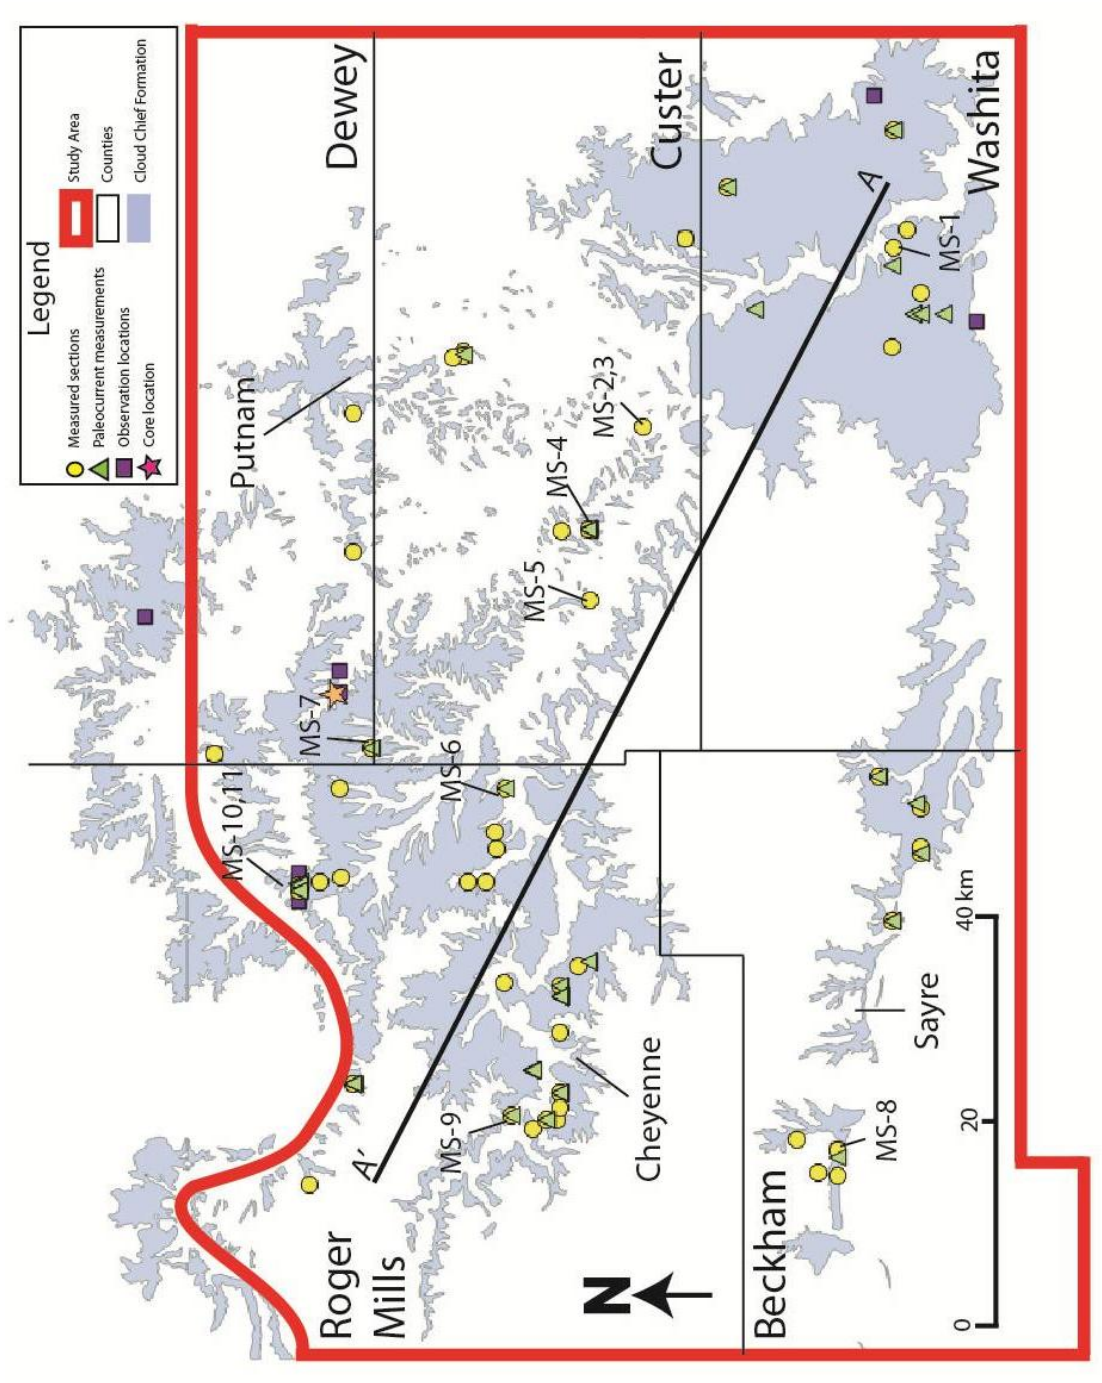 Legend
Measured sections
Paleocurrent measurements
Observation locations
Core location
Study Area
Counties
Cloud Chief Formation
Dewey
Custer
Washita
Roger
Mills
Beckham
Putnam
Cheyenne
Sayre
MS-10,11
MS-7
MS-6
MS-5
MS-4
MS-2,3
MS-1
MS-9
MS-8
A'
A
N
0
20
40 km